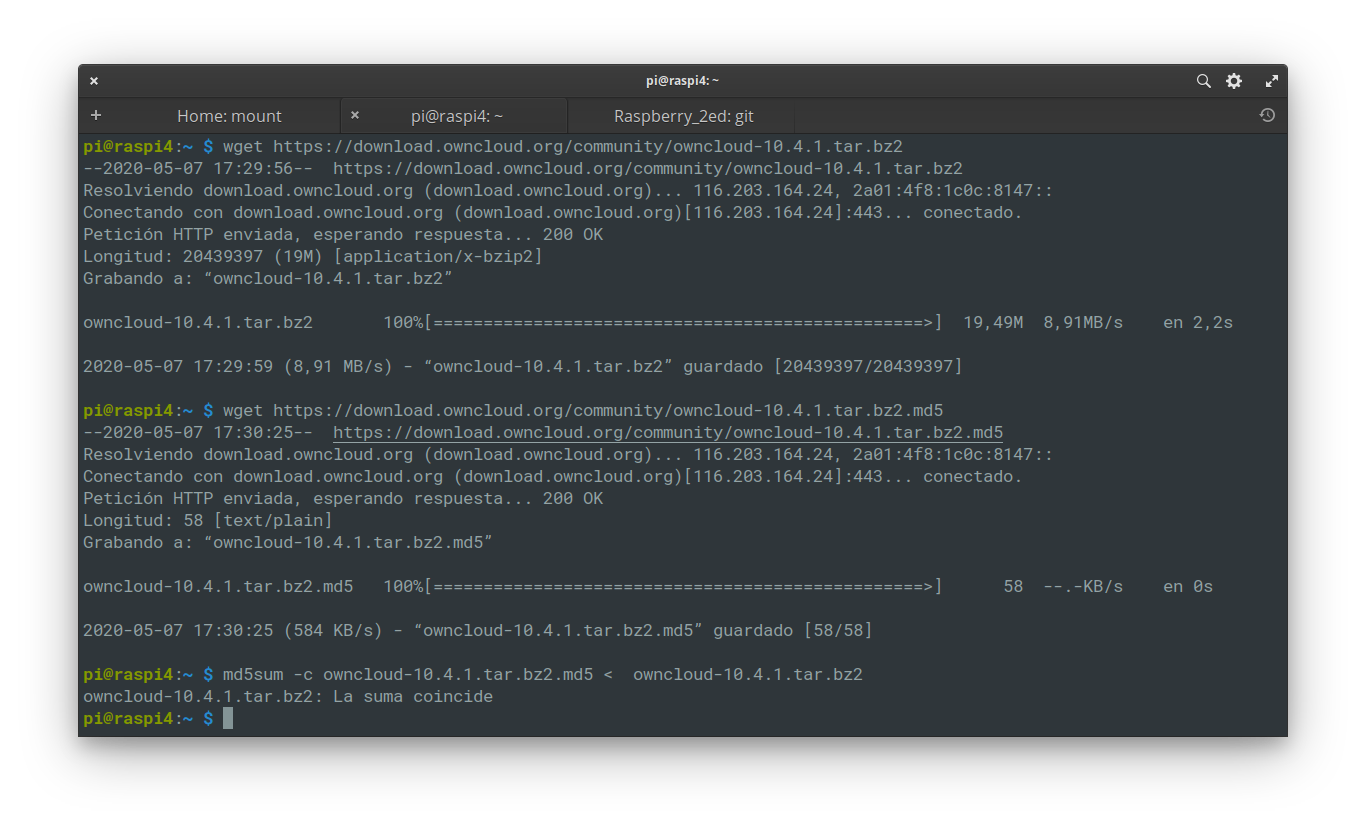 pi@raspi4: ~
Home: mount
pi@raspi4: ~
Raspberry_2ed: git
pi@raspi4:~ $ wget https://download.owncloud.org/community/owncloud-10.4.1.tar.bz2
--2020-05-07 17:29:56--  https://download.owncloud.org/community/owncloud-10.4.1.tar.bz2
Resolviendo download.owncloud.org (download.owncloud.org)... 116.203.164.24, 2a01:4f8:1c0c:8147::
Conectando con download.owncloud.org (download.owncloud.org)[116.203.164.24]:443... conectado.
Petición HTTP enviada, esperando respuesta... 200 OK
Longitud: 20439397 (19M) [application/x-bzip2]
Grabando a: “owncloud-10.4.1.tar.bz2”
owncloud-10.4.1.tar.bz2       100%[=================================================>]  19,49M  8,91MB/s    en 2,2s
2020-05-07 17:29:59 (8,91 MB/s) - “owncloud-10.4.1.tar.bz2” guardado [20439397/20439397]
pi@raspi4:~ $ wget https://download.owncloud.org/community/owncloud-10.4.1.tar.bz2.md5
--2020-05-07 17:30:25--  https://download.owncloud.org/community/owncloud-10.4.1.tar.bz2.md5
Resolviendo download.owncloud.org (download.owncloud.org)... 116.203.164.24, 2a01:4f8:1c0c:8147::
Conectando con download.owncloud.org (download.owncloud.org)[116.203.164.24]:443... conectado.
Petición HTTP enviada, esperando respuesta... 200 OK
Longitud: 58 [text/plain]
Grabando a: “owncloud-10.4.1.tar.bz2.md5”
owncloud-10.4.1.tar.bz2.md5   100%[=================================================>]      58  --.-KB/s    en 0s
2020-05-07 17:30:25 (584 KB/s) - “owncloud-10.4.1.tar.bz2.md5” guardado [58/58]
pi@raspi4:~ $ md5sum -c owncloud-10.4.1.tar.bz2.md5 <  owncloud-10.4.1.tar.bz2
owncloud-10.4.1.tar.bz2: La suma coincide
pi@raspi4:~ $